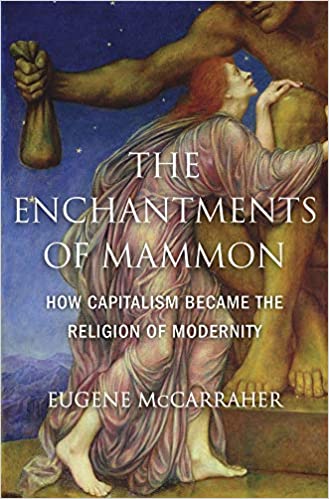 THE
ENCHANTMENTS
OF MAMMON
HOW CAPITALISM BECAME THE
RELIGION OF MODERNITY
EUGENE McCARRAHER